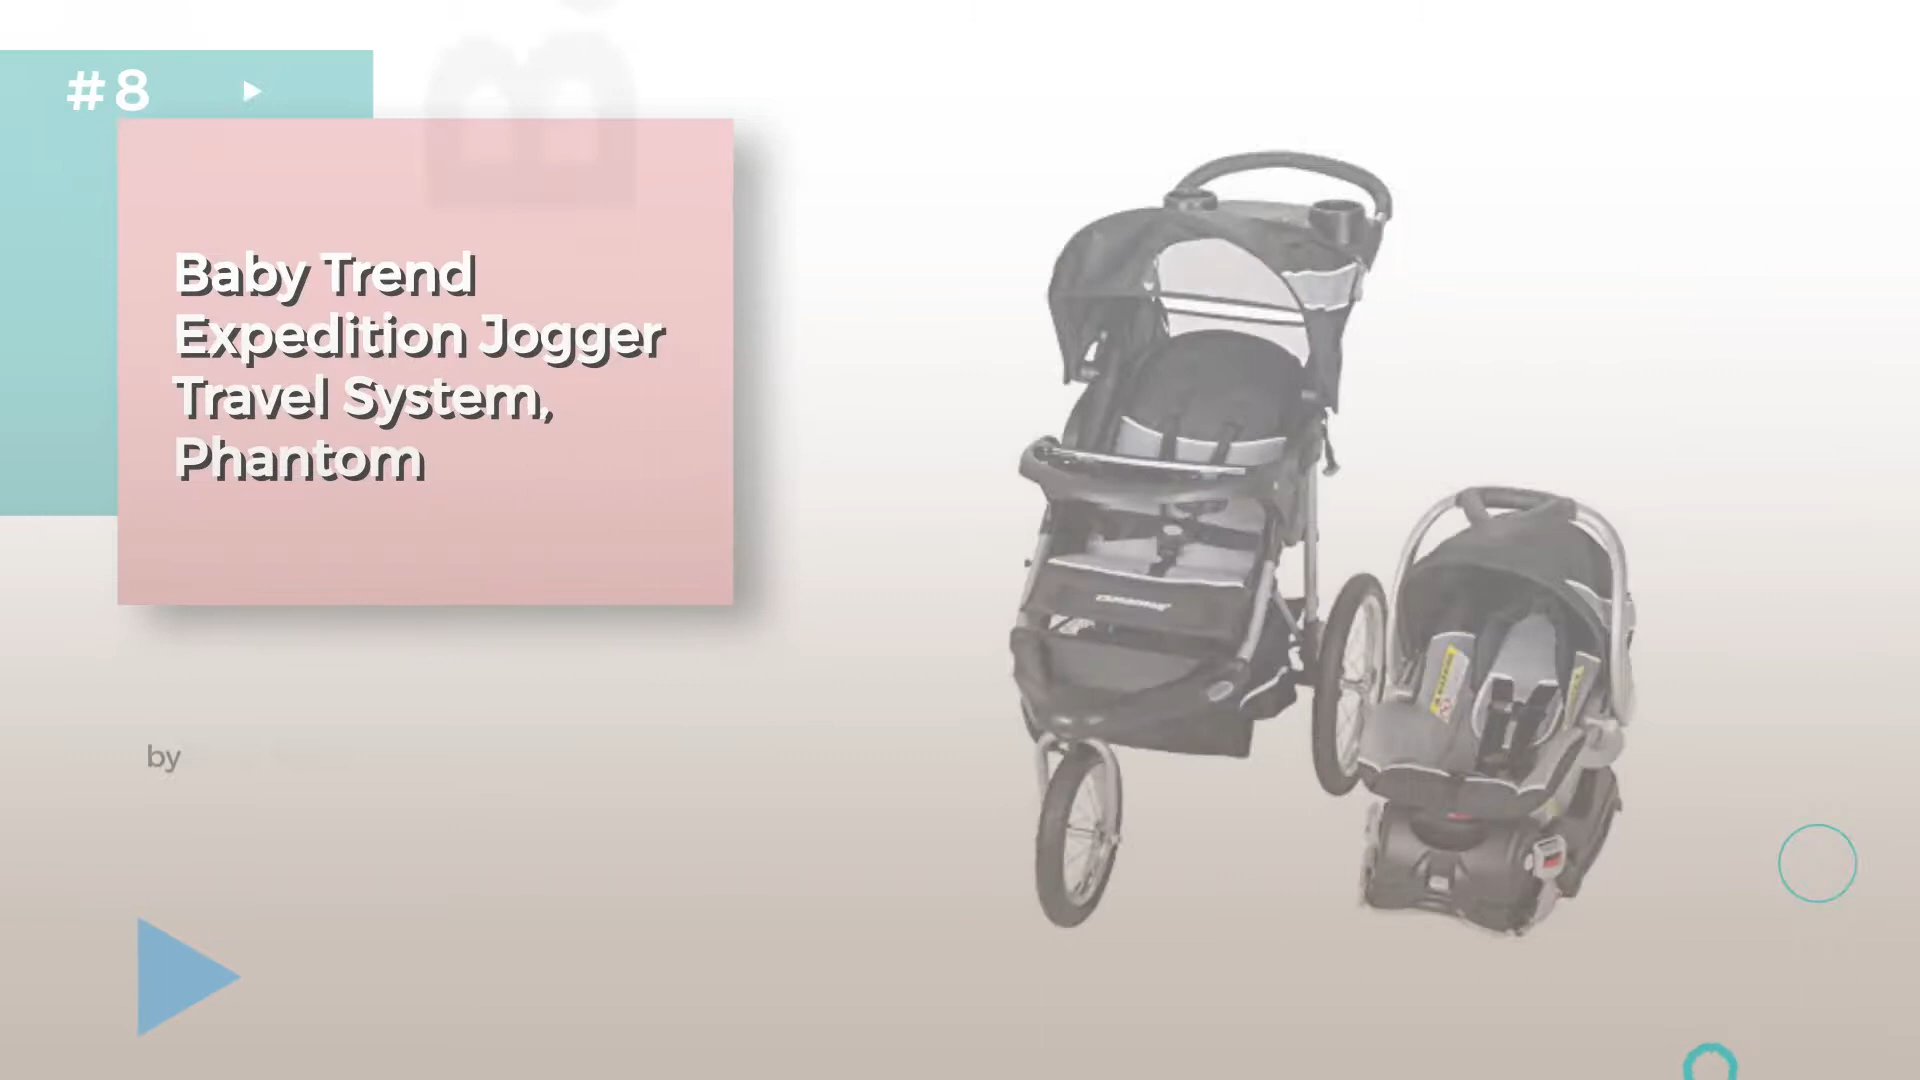 #8
Baby Trend
Expedition Jogger
Travel System,
Phantom
by